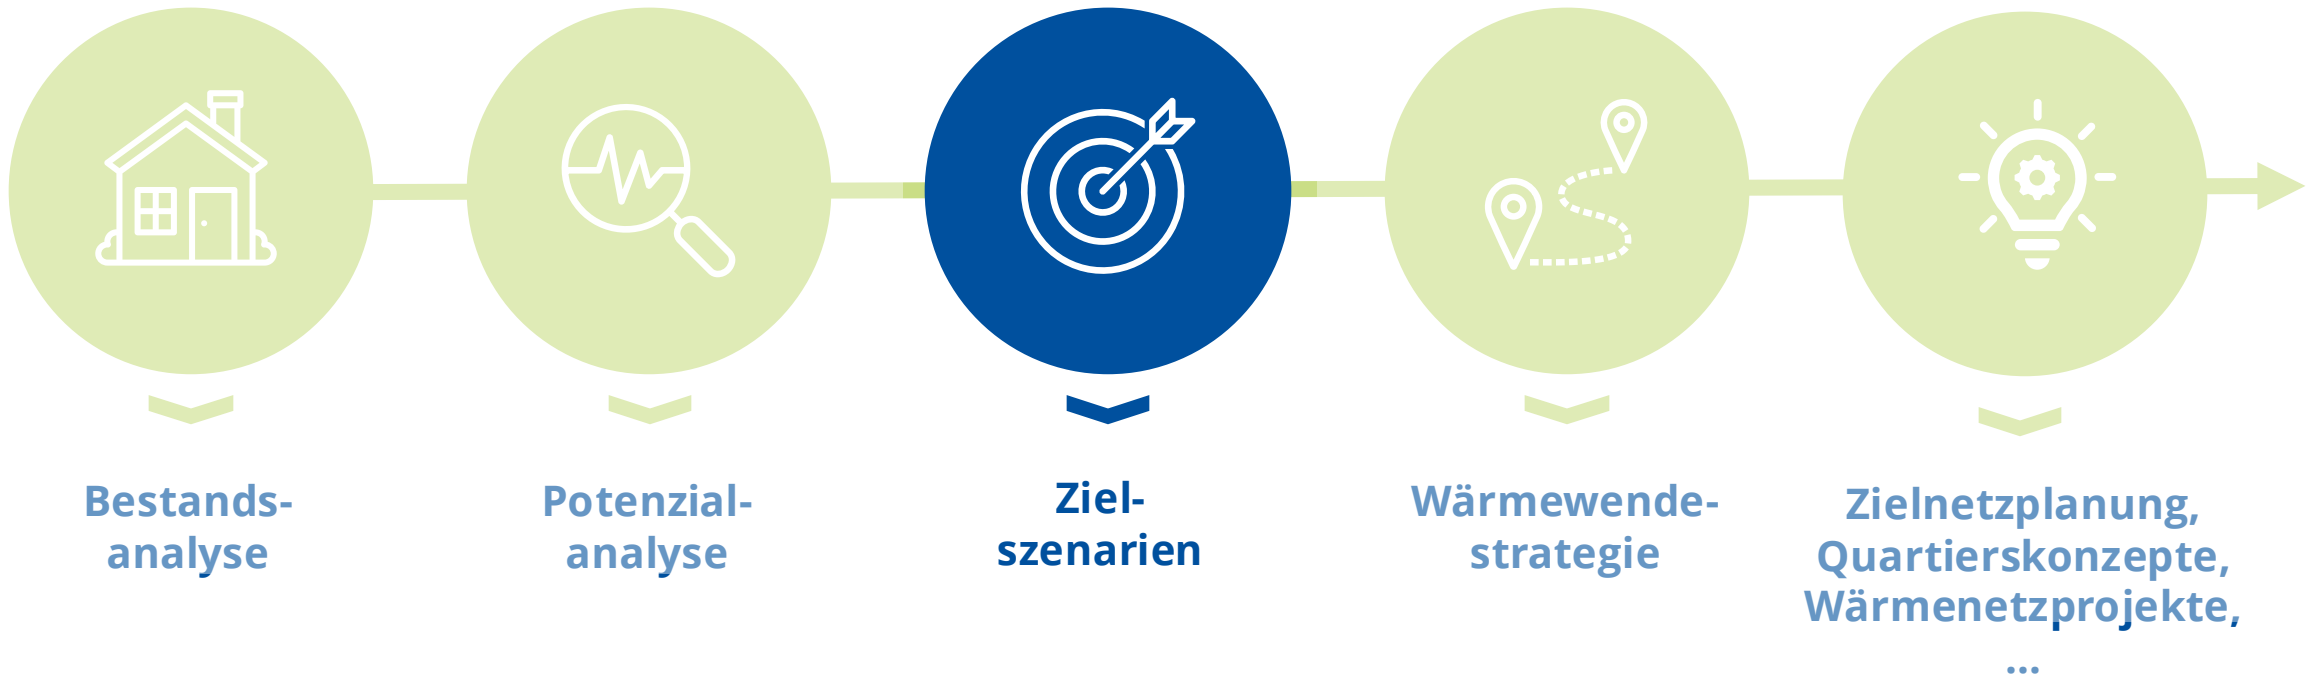 Bestands-
analyse
Potenzial-
analyse
Ziel-
szenarien
Wärmewende-
strategie
Zielnetzplanung,
Quartierskonzepte,
Wärmenetzprojekte,
...